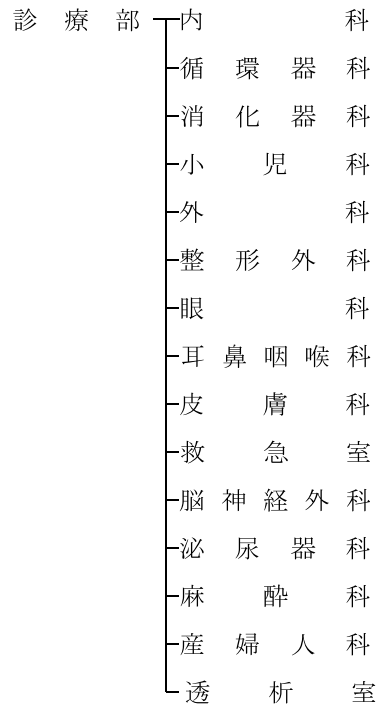 診療部 内科
循環器科
消化器科
小児科
外科
整形外科
眼科
耳鼻咽喉科
皮膚科
救急室
脳神経外科
泌尿器科
麻酔科
産婦人科
透析室